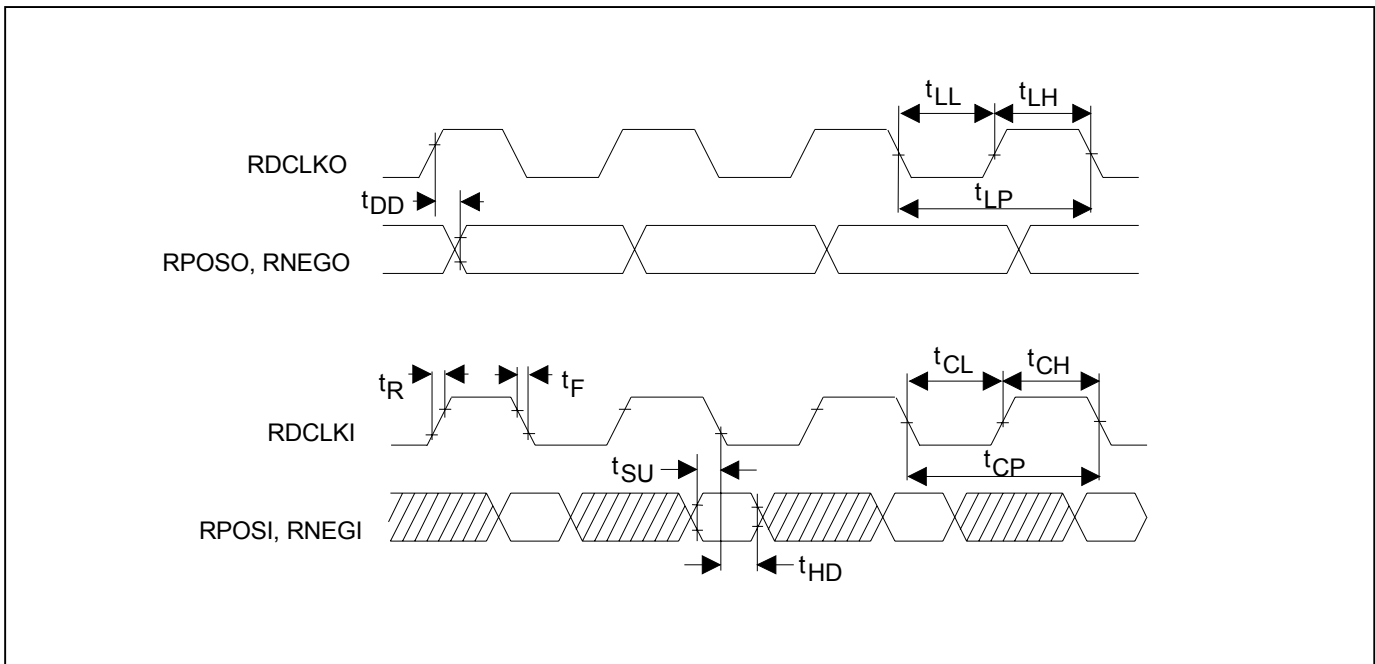 tLL
tLH
RDCLKO
tDD
tLP
RPOSO, RNEGO
tCL
tCH
tR
tF
RDCLKI
tSU
tCP
RPOSI, RNEGI
tHD